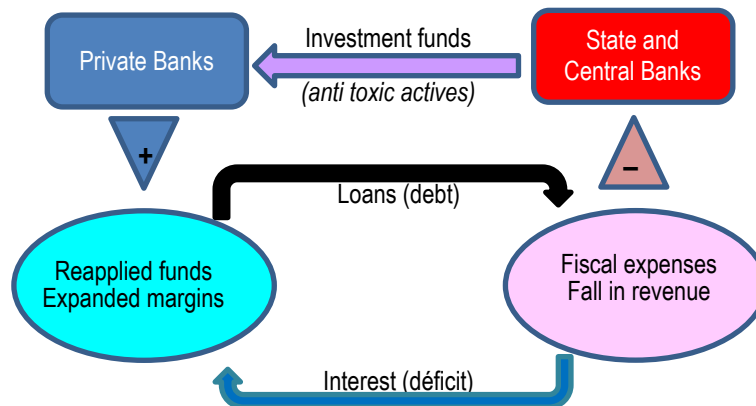 Private Banks
Investment funds
(anti toxic actives)
State and
Central Banks
+
−
Loans (debt)
Reapplied funds
Expanded margins
Fiscal expenses
Fall in revenue
Interest (déficit)